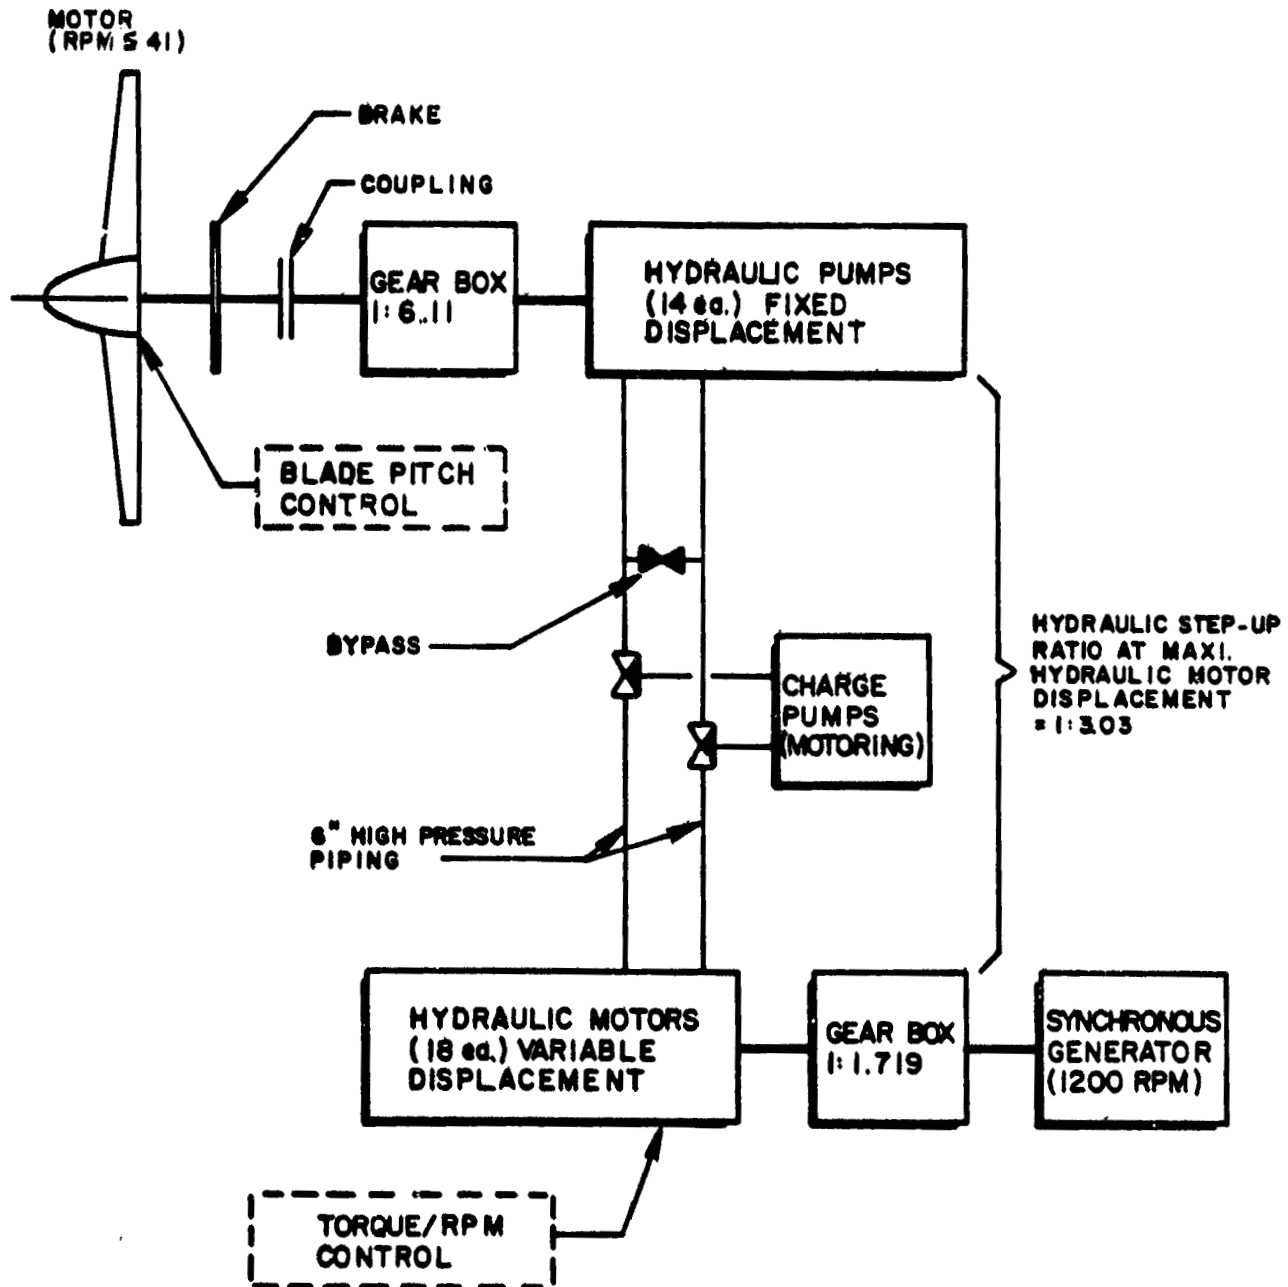 MOTOR
(RPM ≤ 41)
BRAKE
COUPLING
GEAR BOX
1:6.11
HYDRAULIC PUMPS
(14 ea.) FIXED
DISPLACEMENT
BLADE PITCH
CONTROL
BYPASS
CHARGE
PUMPS
(MOTORING)
HYDRAULIC STEP-UP
RATIO AT MAXI.
HYDRAULIC MOTOR
DISPLACEMENT
= 1:3.03
6" HIGH PRESSURE
PIPING
HYDRAULIC MOTORS
(18 ea.) VARIABLE
DISPLACEMENT
GEAR BOX
1:1.719
SYNCHRONOUS
GENERATOR
(1200 RPM)
TORQUE/RPM
CONTROL